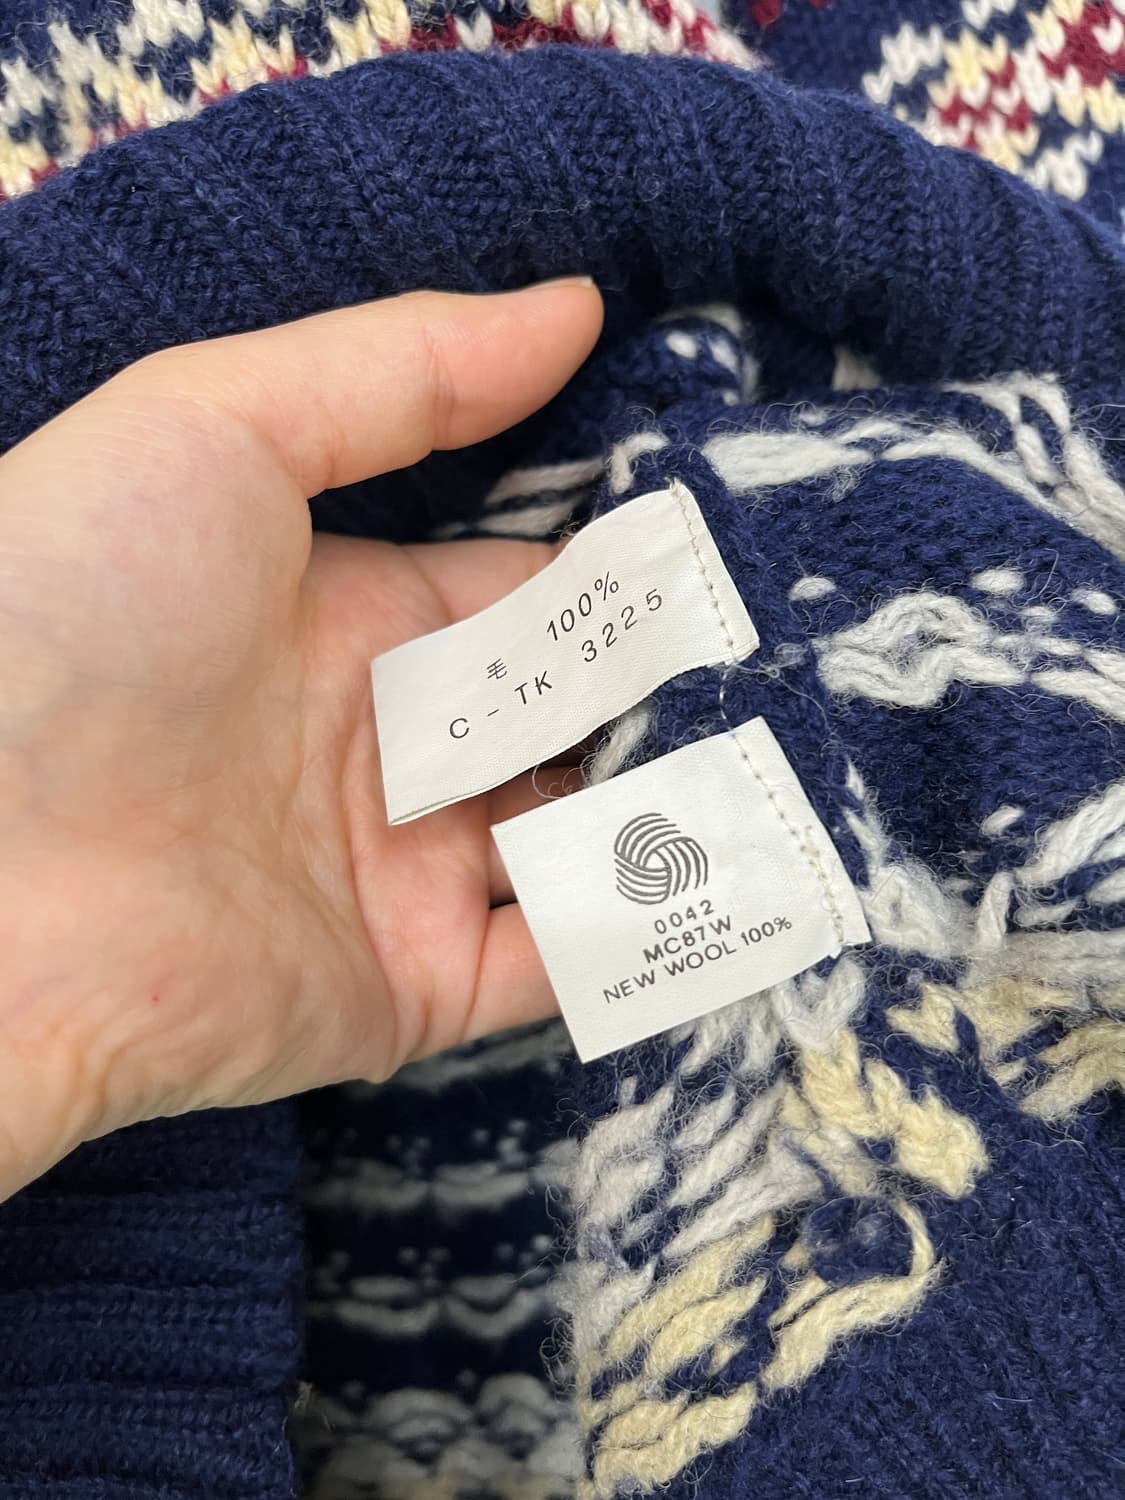 毛 100%
C - TK 3225
0042
MC87W
NEW WOOL 100%